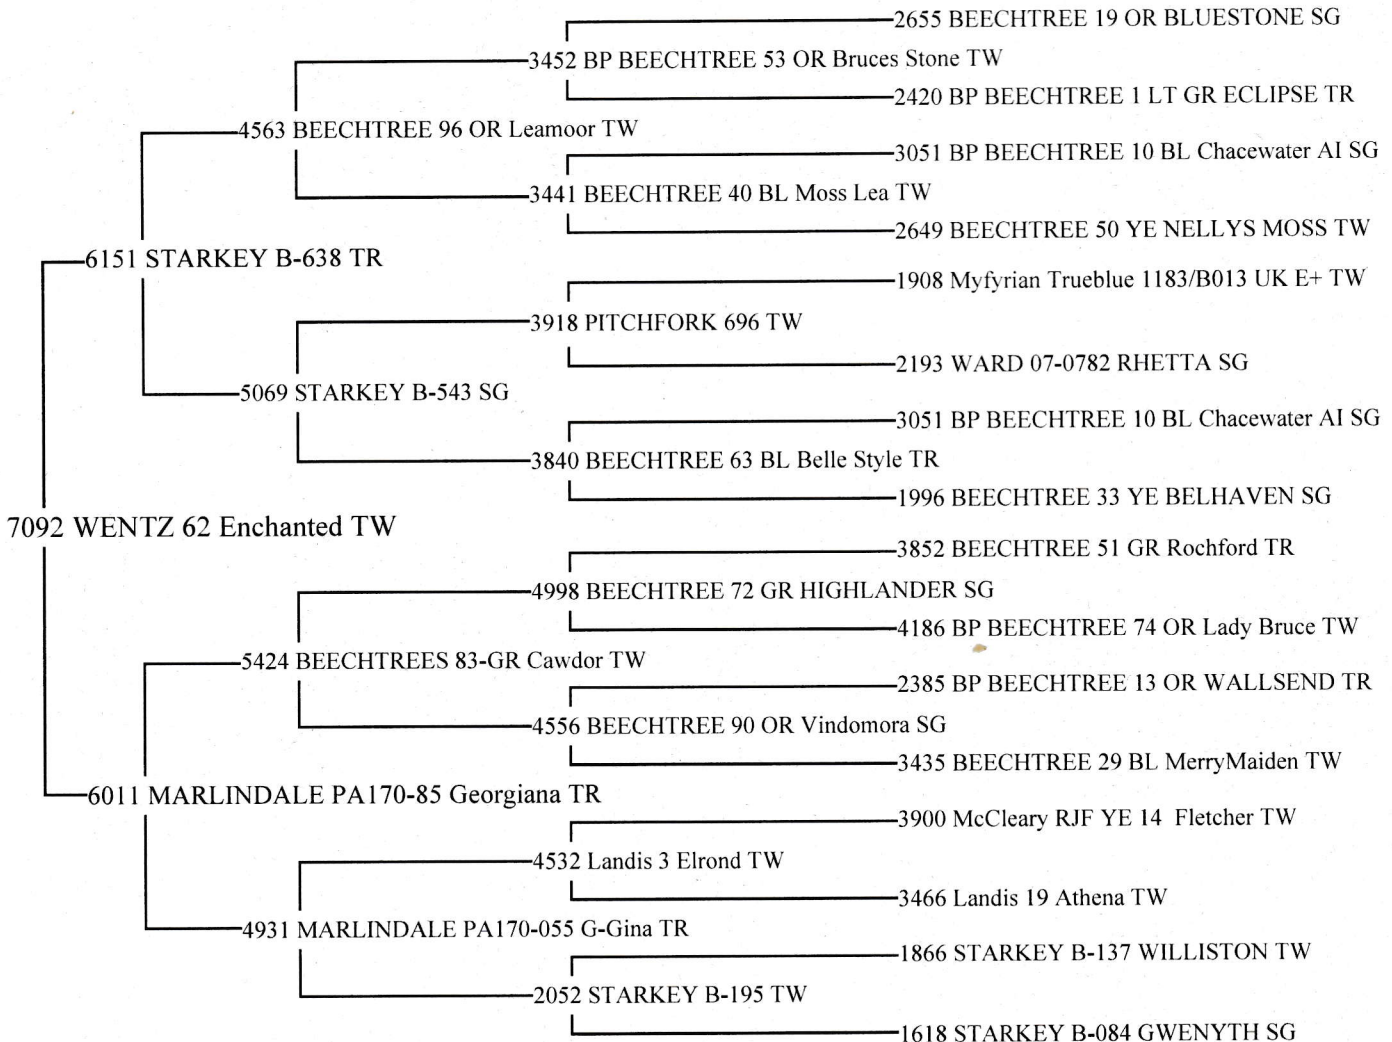 2655 BEECHTREE 19 OR BLUESTONE SG
3452 BP BEECHTREE 53 OR Bruces Stone TW
2420 BP BEECHTREE 1 LT GR ECLIPSE TR
4563 BEECHTREE 96 OR Leamoor TW
3051 BP BEECHTREE 10 BL Chacewater AI SG
3441 BEECHTREE 40 BL Moss Lea TW
2649 BEECHTREE 50 YE NELLYS MOSS TW
6151 STARKEY B-638 TR
1908 Myfyrian Trueblue 1183/B013 UK E+ TW
3918 PITCHFORK 696 TW
2193 WARD 07-0782 RHETTA SG
5069 STARKEY B-543 SG
3051 BP BEECHTREE 10 BL Chacewater AI SG
3840 BEECHTREE 63 BL Belle Style TR
1996 BEECHTREE 33 YE BELHAVEN SG
7092 WENTZ 62 Enchanted TW
3852 BEECHTREE 51 GR Rochford TR
4998 BEECHTREE 72 GR HIGHLANDER SG
4186 BP BEECHTREE 74 OR Lady Bruce TW
5424 BEECHTREES 83-GR Cawdor TW
2385 BP BEECHTREE 13 OR WALLSEND TR
4556 BEECHTREE 90 OR Vindomora SG
3435 BEECHTREE 29 BL MerryMaiden TW
6011 MARLINDALE PA170-85 Georgiana TR
3900 McCleary RJF YE 14 Fletcher TW
4532 Landis 3 Elrond TW
3466 Landis 19 Athena TW
4931 MARLINDALE PA170-055 G-Gina TR
1866 STARKEY B-137 WILLISTON TW
2052 STARKEY B-195 TW
1618 STARKEY B-084 GWENYTH SG